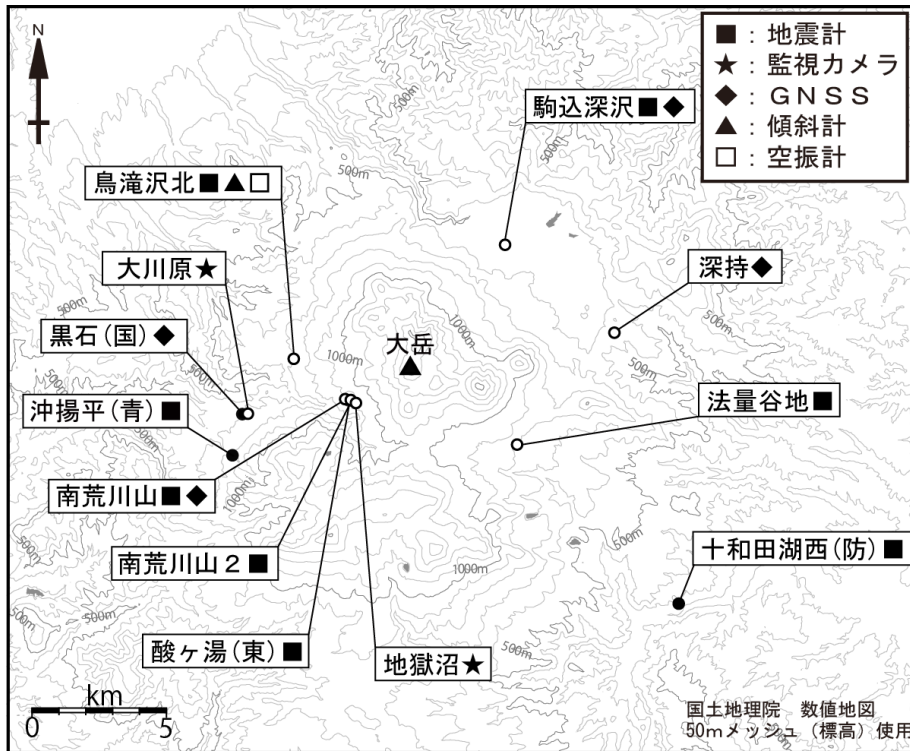 N
■：地震計
★：監視カメラ
◆：ＧＮＳＳ
▲：傾斜計
□：空振計
500m
駒込深沢■◆
500m
500m
烏滝沢北■▲□
大川原★
深持◆
500m
500m
黒石(国)◆
1000m
大岳
1000m
500m
沖揚平(青)■
法量谷地■
500m
1000m
南荒川山■◆
十和田湖西(防)■
500m
南荒川山２■
1000m
500m
500m
酸ヶ湯(東)■
地獄沼★
500m
km
0 5
国土地理院　数値地図
50mメッシュ（標高）使用